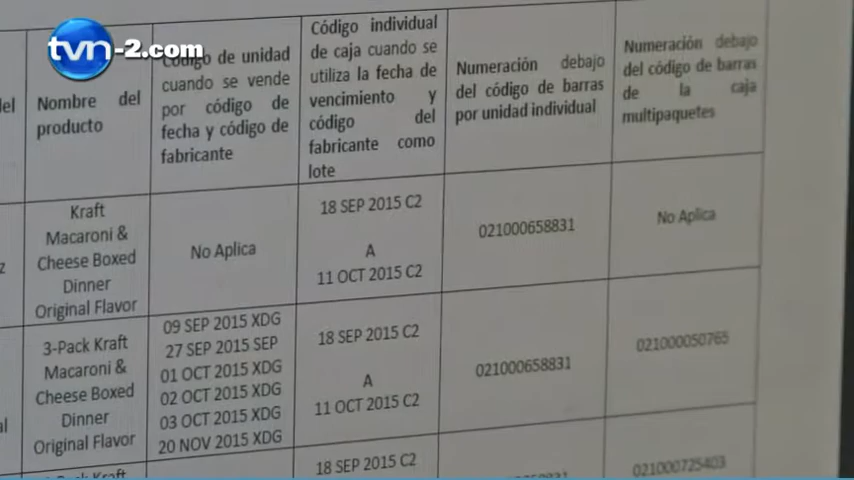 tvn-2.com
el
Nombre del
producto
Código de unidad
cuando se vende
por código de
fecha y código de
fabricante
Código individual
de caja cuando se
utiliza la fecha de
vencimiento y
código del
fabricante como
lote
Numeración debajo
del código de barras
por unidad individual
Numeración debajo
del código de barras
de la caja
multipaquetes
z
Kraft
Macaroni &
Cheese Boxed
Dinner
Original Flavor
No Aplica
18 SEP 2015 C2
A
11 OCT 2015 C2
021000658831
No Aplica
al
3-Pack Kraft
Macaroni &
Cheese Boxed
Dinner
Original Flavor
09 SEP 2015 XDG
27 SEP 2015 SEP
01 OCT 2015 XDG
02 OCT 2015 XDG
03 OCT 2015 XDG
20 NOV 2015 XDG
18 SEP 2015 C2
A
11 OCT 2015 C2
021000658831
021000050765
Kraft
18 SEP 2015 C2
021000725403